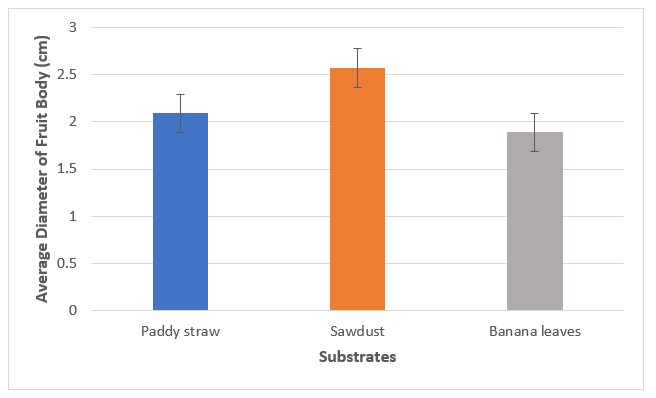 Average Diameter of Fruit Body (cm)
3
2.5
2
1.5
1
0.5
0
Paddy straw Sawdust Banana leaves
Substrates